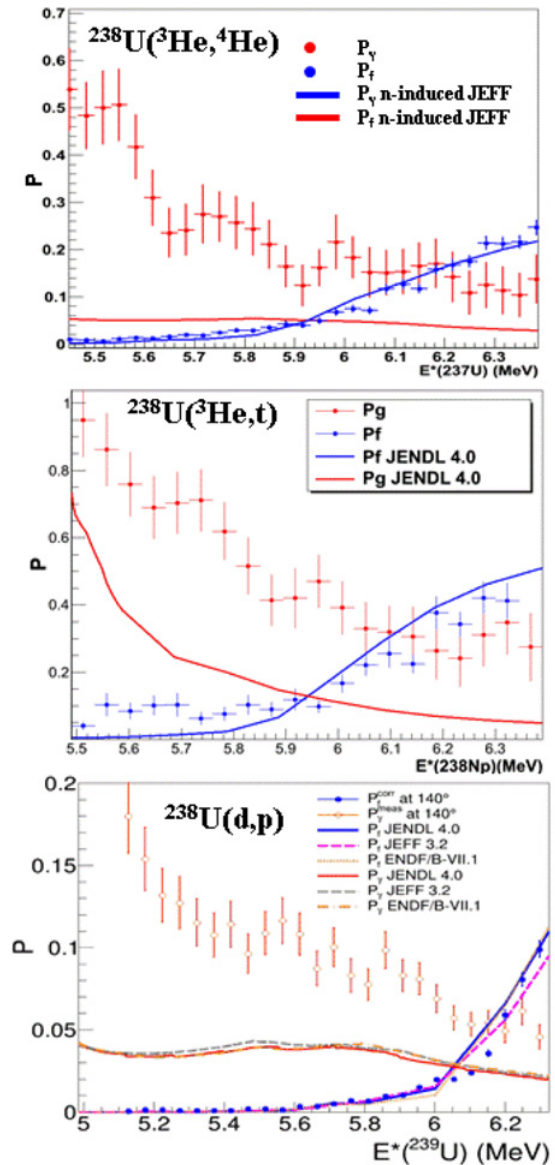 ²³⁸U(³He,⁴He)
Pγ
Pf
Pγ n-induced JEFF
Pf n-induced JEFF
0.7
0.6
0.5
0.4
0.3
0.2
0.1
0
P
5.5 5.6 5.7 5.8 5.9 6 6.1 6.2 6.3
E*(237U) (MeV)
²³⁸U(³He,t)
Pg
Pf
Pf JENDL 4.0
Pg JENDL 4.0
1
0.8
0.6
0.4
0.2
P
5.5 5.6 5.7 5.8 5.9 6 6.1 6.2 6.3
E*(238Np)(MeV)
²³⁸U(d,p)
Pf^corr at 140°
Pγ^meas at 140°
Pf JENDL 4.0
Pf JEFF 3.2
Pf ENDF/B-VII.1
Pγ JENDL 4.0
Pγ JEFF 3.2
Pγ ENDF/B-VII.1
0.2
0.15
0.1
0.05
0
P
5 5.2 5.4 5.6 5.8 6 6.2
E*(²³⁹U) (MeV)